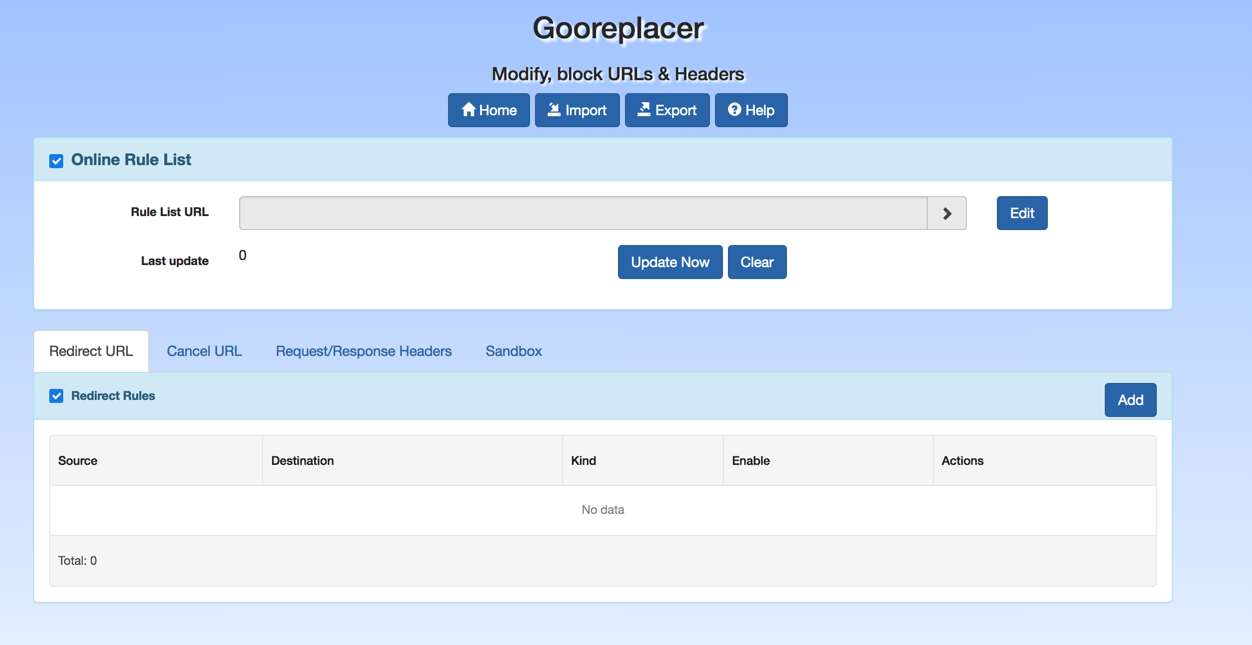 Gooreplacer
Modify, block URLs & Headers
Home Import Export Help
Online Rule List
Rule List URL Edit
Last update 0 Update Now Clear
Redirect URL Cancel URL Request/Response Headers Sandbox
Redirect Rules Add
Source Destination Kind Enable Actions
No data
Total: 0